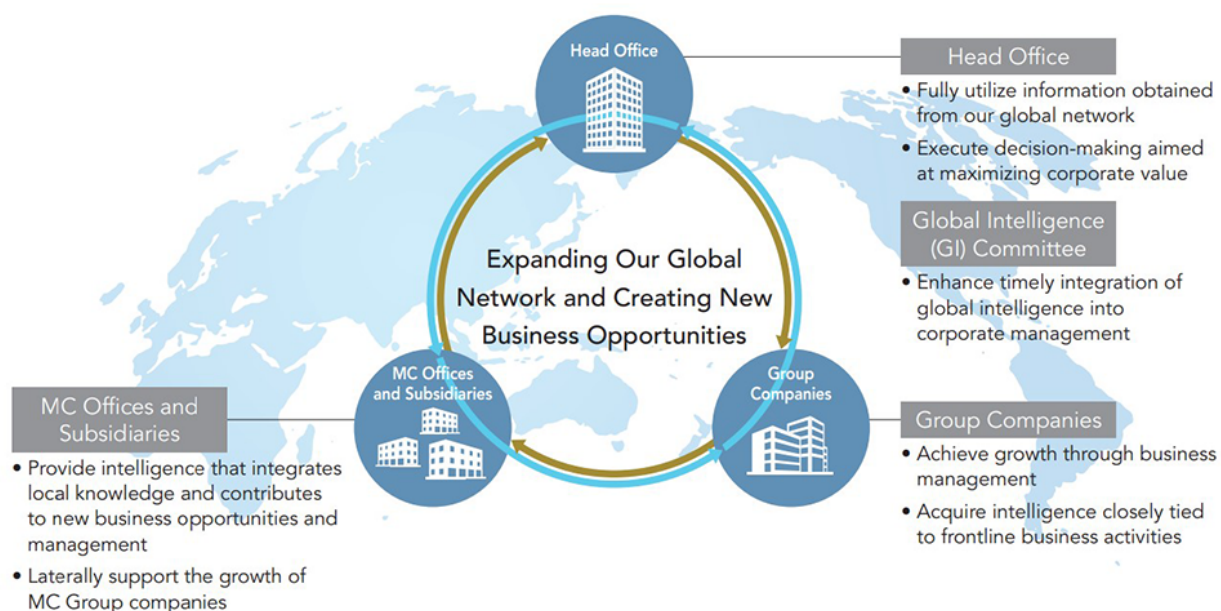 Head Office
Head Office
• Fully utilize information obtained
from our global network
• Execute decision-making aimed
at maximizing corporate value
Global Intelligence
(GI) Committee
• Enhance timely integration of
global intelligence into
corporate management
Expanding Our Global
Network and Creating New
Business Opportunities
MC Offices
and Subsidiaries
Group
Companies
MC Offices and
Subsidiaries
• Provide intelligence that integrates
local knowledge and contributes
to new business opportunities and
management
• Laterally support the growth of
MC Group companies
Group Companies
• Achieve growth through business
management
• Acquire intelligence closely tied
to frontline business activities